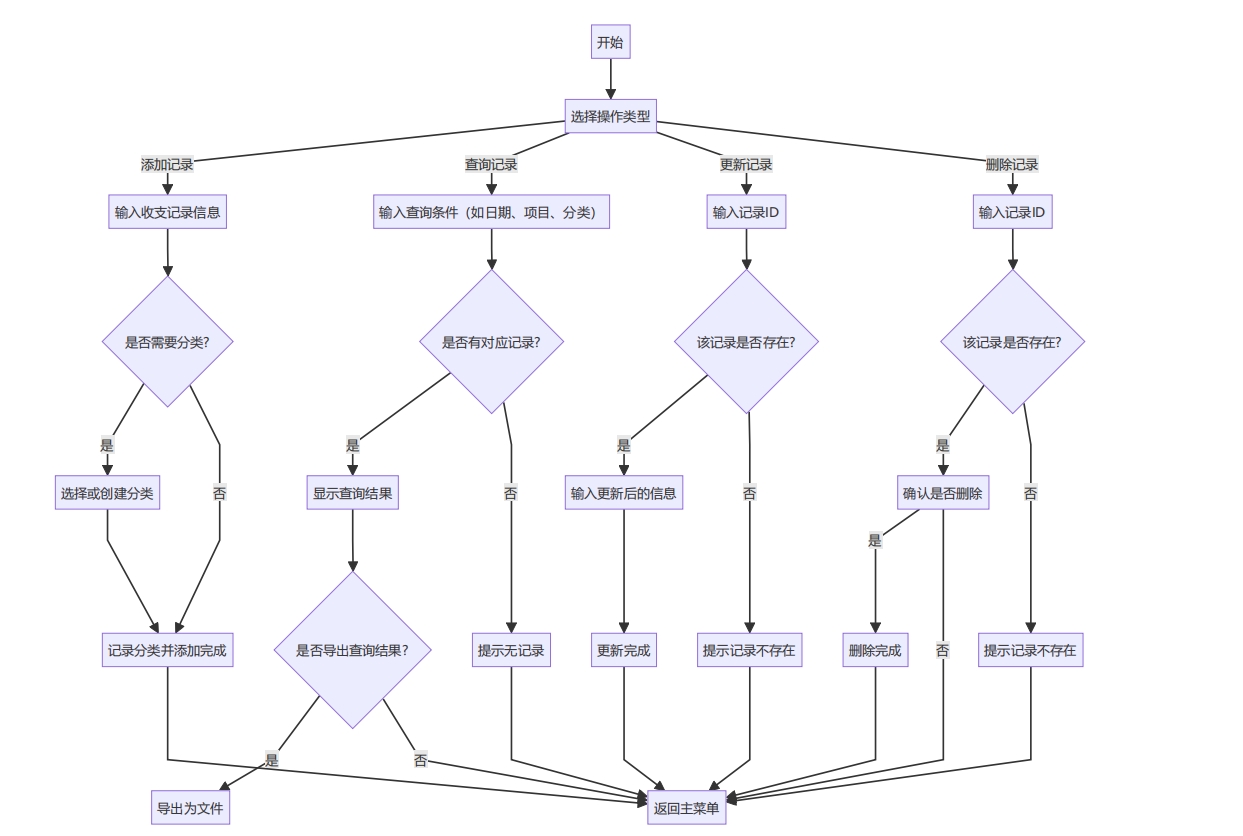 开始
选择操作类型
添加记录
查询记录
更新记录
删除记录
输入收支记录信息
输入查询条件（如日期、项目、分类）
输入记录ID
输入记录ID
是否需要分类?
是否有对应记录?
该记录是否存在?
该记录是否存在?
是
是
是
是
选择或创建分类
否
显示查询结果
否
输入更新后的信息
否
确认是否删除
否
是
记录分类并添加完成
是否导出查询结果?
提示无记录
更新完成
提示记录不存在
删除完成
否
提示记录不存在
是
否
导出为文件
返回主菜单